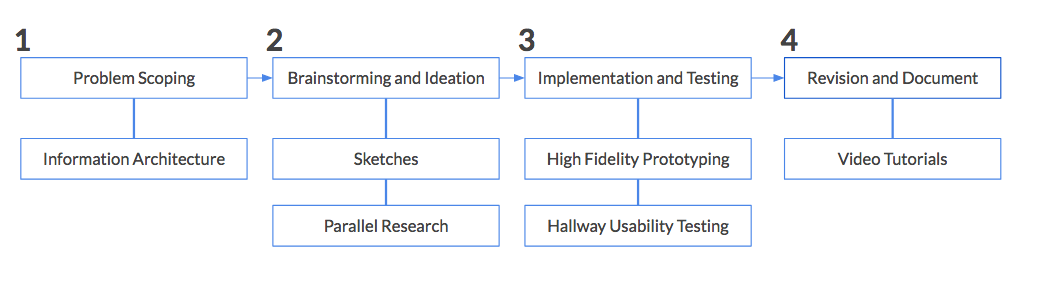 1
2
3
4
Problem Scoping
Brainstorming and Ideation
Implementation and Testing
Revision and Document
Information Architecture
Sketches
High Fidelity Prototyping
Video Tutorials
Parallel Research
Hallway Usability Testing